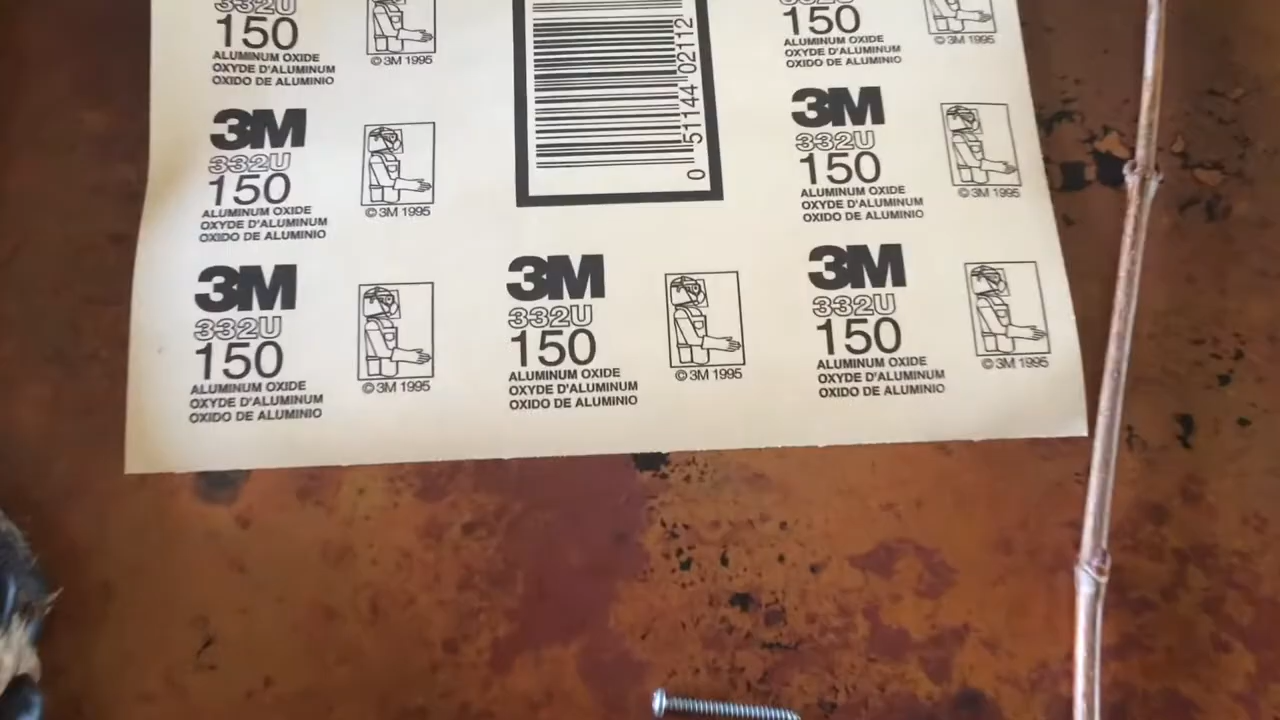 332U
150
ALUMINUM OXIDE
OXYDE D'ALUMINUM
OXIDO DE ALUMINIO
© 3M 1995
0 51144 02112
332U
150
ALUMINUM OXIDE
OXYDE D'ALUMINUM
OXIDO DE ALUMINIO
© 3M 1995
3M
332U
150
ALUMINUM OXIDE
OXYDE D'ALUMINUM
OXIDO DE ALUMINIO
© 3M 1995
3M
332U
150
ALUMINUM OXIDE
OXYDE D'ALUMINUM
OXIDO DE ALUMINIO
© 3M 1995
3M
332U
150
ALUMINUM OXIDE
OXYDE D'ALUMINUM
OXIDO DE ALUMINIO
© 3M 1995
3M
332U
150
ALUMINUM OXIDE
OXYDE D'ALUMINUM
OXIDO DE ALUMINIO
© 3M 1995
3M
332U
150
ALUMINUM OXIDE
OXYDE D'ALUMINUM
OXIDO DE ALUMINIO
© 3M 1995